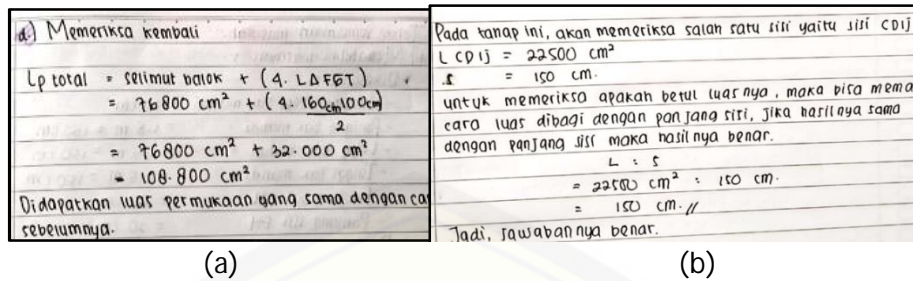 d.) Memeriksa kembali
Lp total = selimut balok + (4. L∆FGT)
= 76800 cm² + (4. 160cm 100cm)
2
= 76800 cm² + 32.000 cm²
= 108.800 cm²
Didapatkan luas permukaan yang sama dengan ca
sebelumnya.
(a)
Pada tahap ini, akan memeriksa salah satu sisi yaitu sisi CDIJ
L CDIJ = 22500 cm²
s = 150 cm.
untuk memeriksa apakah betul luasnya, maka bisa mema
cara luas dibagi dengan panjang sisi, jika hasilnya sama
dengan panjang sisi maka hasilnya benar.
L : s
= 22500 cm² : 150 cm.
= 150 cm. //
Jadi, jawabannya benar.
(b)